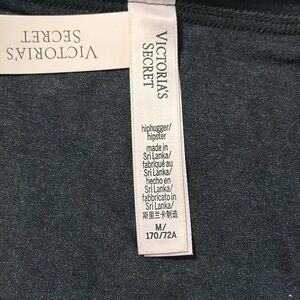 VICTORIA'S
SECRET
VICTORIA'S
SECRET
hiphugger/
hipster
made in
Sri Lanka/
fabriqué au
Sri Lanka/
hecho en
Sri Lanka/
fabbricato in
Sri Lanka/
斯里兰卡制造
M/
170/72A